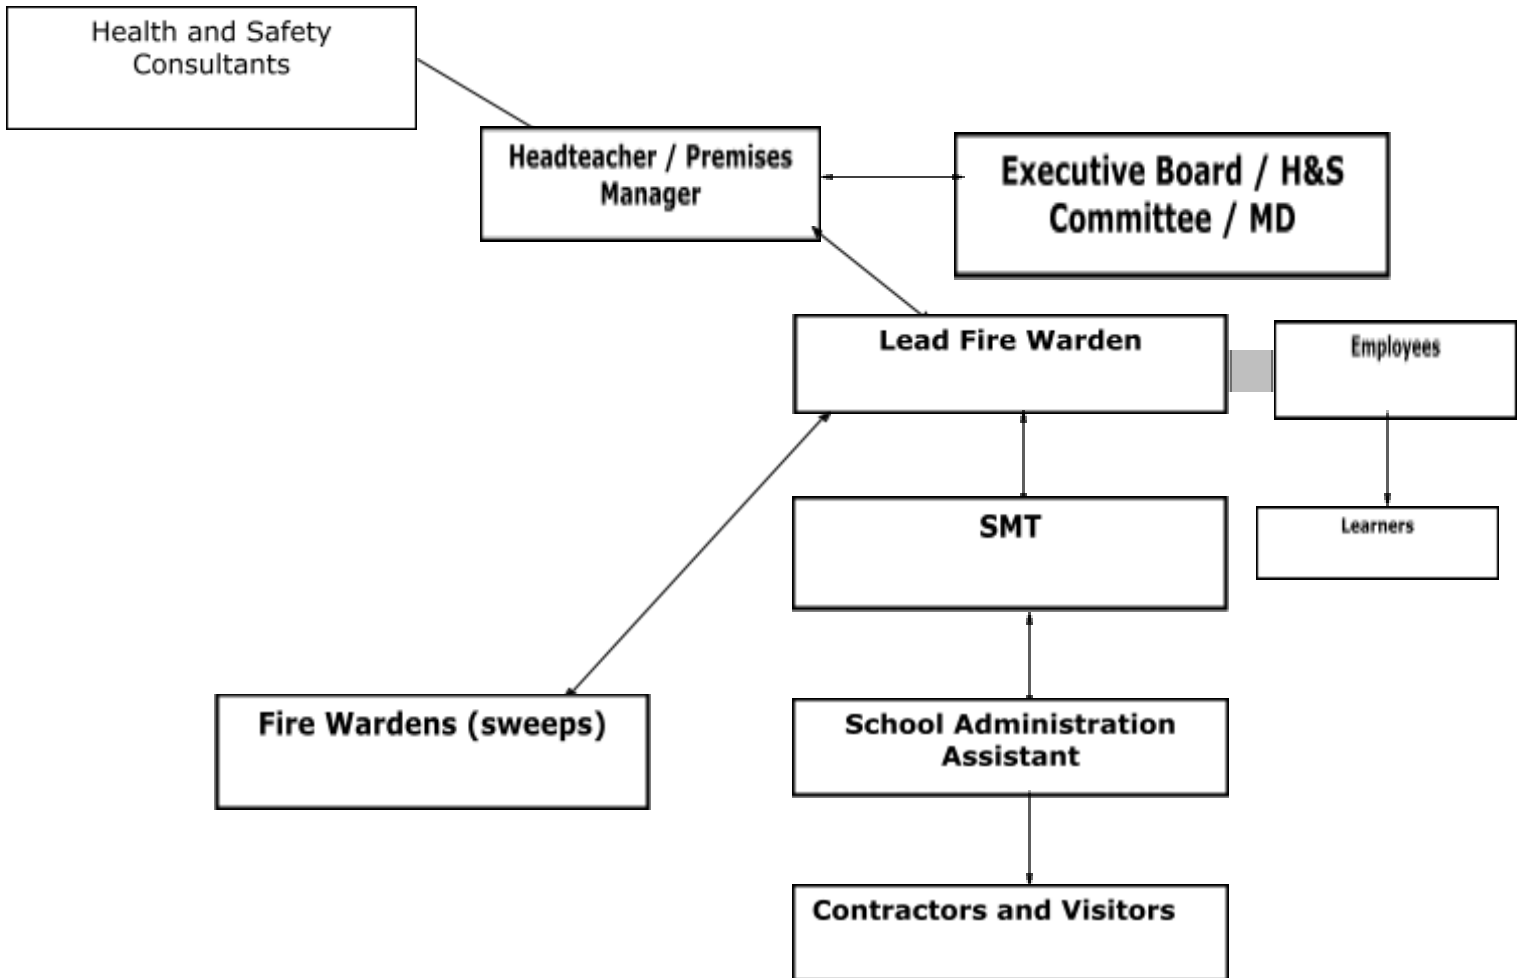 Health and Safety
Consultants
Headteacher / Premises
Manager
Executive Board / H&S
Committee / MD
Lead Fire Warden
Employees
SMT
Learners
Fire Wardens (sweeps)
School Administration
Assistant
Contractors and Visitors